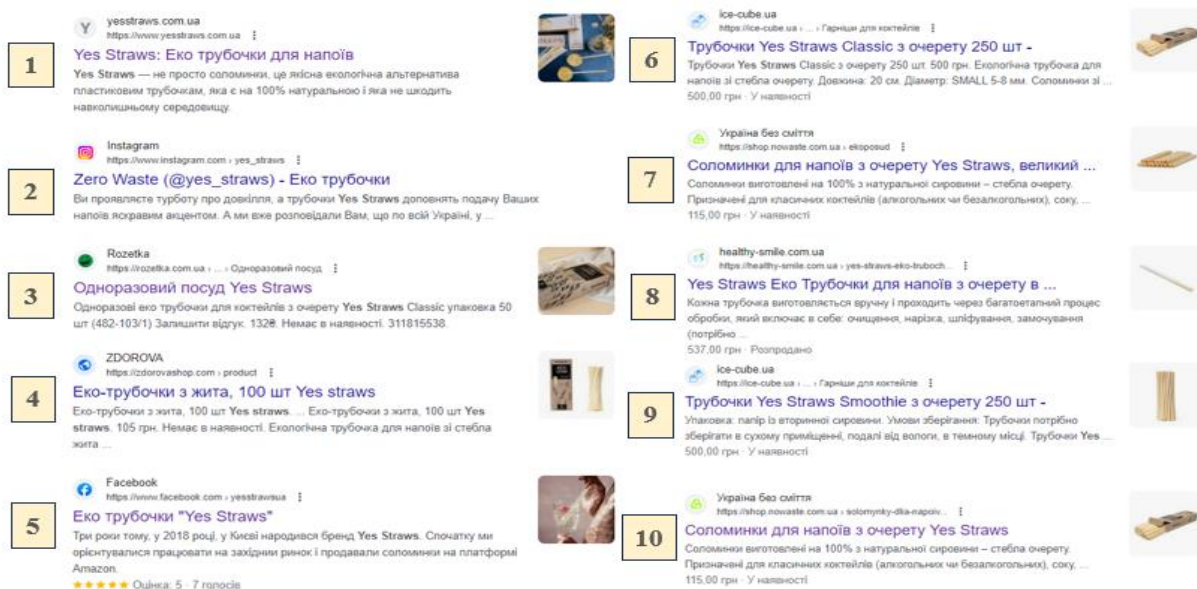 1
yesstraws.com.ua
https://www.yesstraws.com.ua
Yes Straws: Еко трубочки для напоїв
Yes Straws — не просто соломинки, це якісна екологічна альтернатива
пластиковим трубочкам, яка є на 100% натуральною і яка не шкодить
навколишньому середовищу.
2
Instagram
https://www.instagram.com › yes_straws
Zero Waste (@yes_straws) - Еко трубочки
Ви проявляєте турботу про довкілля, а трубочки Yes Straws доповнять подачу Ваших
напоїв яскравим акцентом. А ми вже розповідали Вам, що по всій Україні, у ...
3
Rozetka
https://rozetka.com.ua › ... › Одноразовий посуд
Одноразовий посуд Yes Straws
Одноразові еко трубочки для коктейлів з очерету Yes Straws Classic упаковка 50
шт (482-103/1) Залишити відгук. 132₴. Немає в наявності. 311815538.
4
ZDOROVA
https://zdorovashop.com › product
Еко-трубочки з жита, 100 шт Yes straws
Еко-трубочки з жита, 100 шт Yes straws. ... Еко-трубочки з жита, 100 шт Yes
straws. 105 грн. Немає в наявності. Екологічна трубочка для напоїв зі стебла
жита ...
5
Facebook
https://www.facebook.com › yesstrawsua
Еко трубочки "Yes Straws"
Три роки тому, у 2018 році, у Києві народився бренд Yes Straws. Спочатку ми
орієнтувалися працювати на західний ринок і продавали соломинки на платформі
Amazon.
★★★★★ Оцінка: 5 · 7 голосів
6
ice-cube.ua
https://ice-cube.ua › ... › Гарніши для коктейлів
Трубочки Yes Straws Classic з очерету 250 шт -
Трубочки Yes Straws Classic з очерету 250 шт. 500 грн. Екологічна трубочка для
напоїв зі стебла очерету. Довжина: 20 см. Діаметр: SMALL 5-8 мм. Соломинки зі ...
500,00 грн · У наявності
7
Україна без сміття
https://shop.nowaste.com.ua › ekoposud
Соломинки для напоїв з очерету Yes Straws, великий ...
Соломинки виготовлені на 100% з натуральної сировини – стебла очерету.
Призначені для класичних коктейлів (алкогольних чи безалкогольних), соку, ...
115,00 грн · У наявності
8
healthy-smile.com.ua
https://healthy-smile.com.ua › yes-straws-eko-truboch...
Yes Straws Еко Трубочки для напоїв з очерету в ...
Кожна трубочка виготовляється вручну і проходить через багатоетапний процес
обробки, який включає в себе: очищення, нарізка, шліфування, замочування
(потрібно ...
537,00 грн · Розпродано
9
ice-cube.ua
https://ice-cube.ua › ... › Гарніши для коктейлів
Трубочки Yes Straws Smoothie з очерету 250 шт -
Упаковка: папір із вторинної сировини. Умови зберігання: Трубочки потрібно
зберігати в сухому приміщенні, подалі від вологи, в темному місці. Трубочки Yes ...
500,00 грн · У наявності
10
Україна без сміття
https://shop.nowaste.com.ua › solomynky-dlia-napoiv...
Соломинки для напоїв з очерету Yes Straws
Соломинки виготовлені на 100% з натуральної сировини – стебла очерету.
Призначені для класичних коктейлів (алкогольних чи безалкогольних), соку, ...
115,00 грн · У наявності